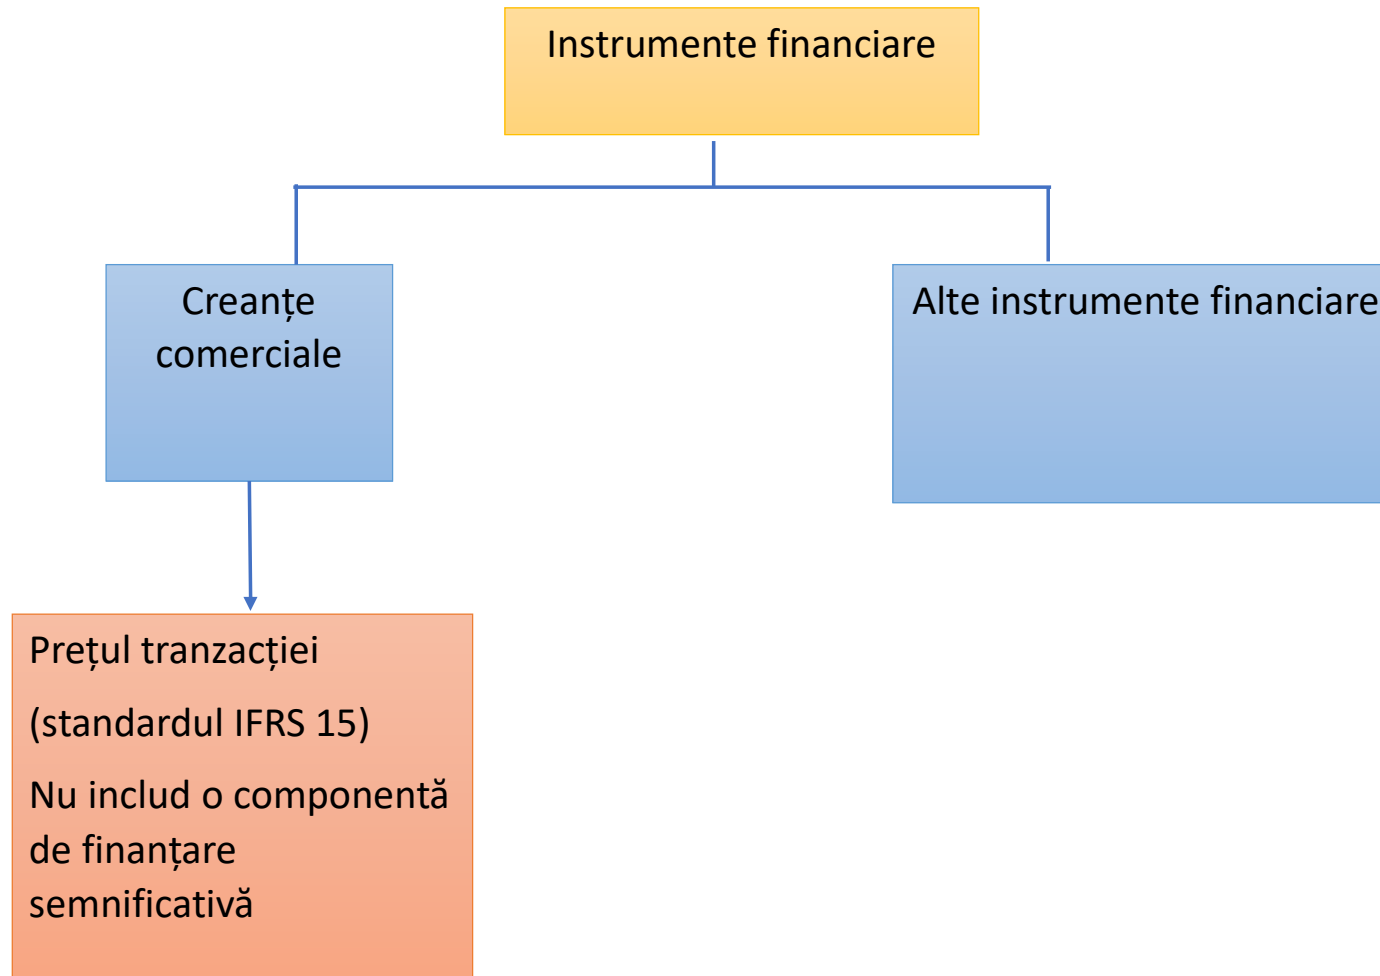 Instrumente financiare
Creanțe
comerciale
Alte instrumente financiare
Prețul tranzacției
(standardul IFRS 15)
Nu includ o componentă
de finanțare
semnificativă